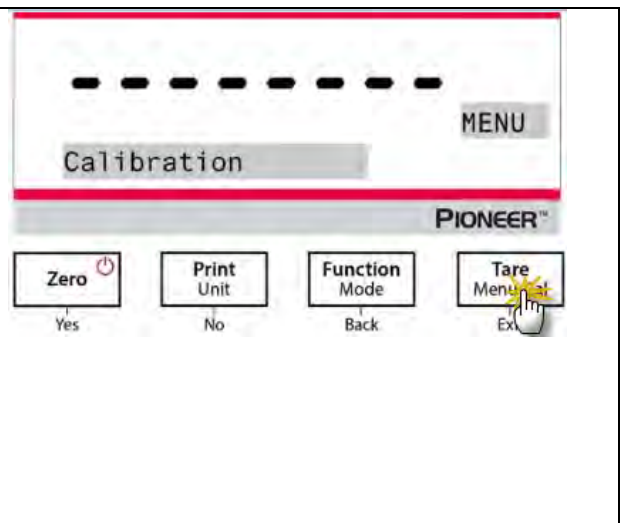 --------
MENU
Calibration
PIONEER™
Zero Print Function Tare
Unit Mode
Yes No Back